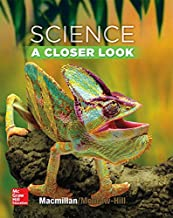 SCIENCE
A CLOSER LOOK
Mc
Graw
Hill
Education
Macmillan/McGraw-Hill